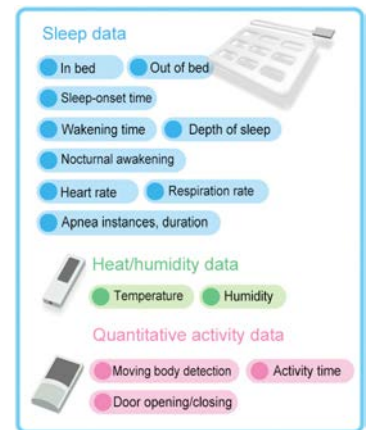 Sleep data
In bed Out of bed
Sleep-onset time
Wakening time Depth of sleep
Nocturnal awakening
Heart rate Respiration rate
Apnea instances, duration
Heat/humidity data
Temperature Humidity
Quantitative activity data
Moving body detection Activity time
Door opening/closing